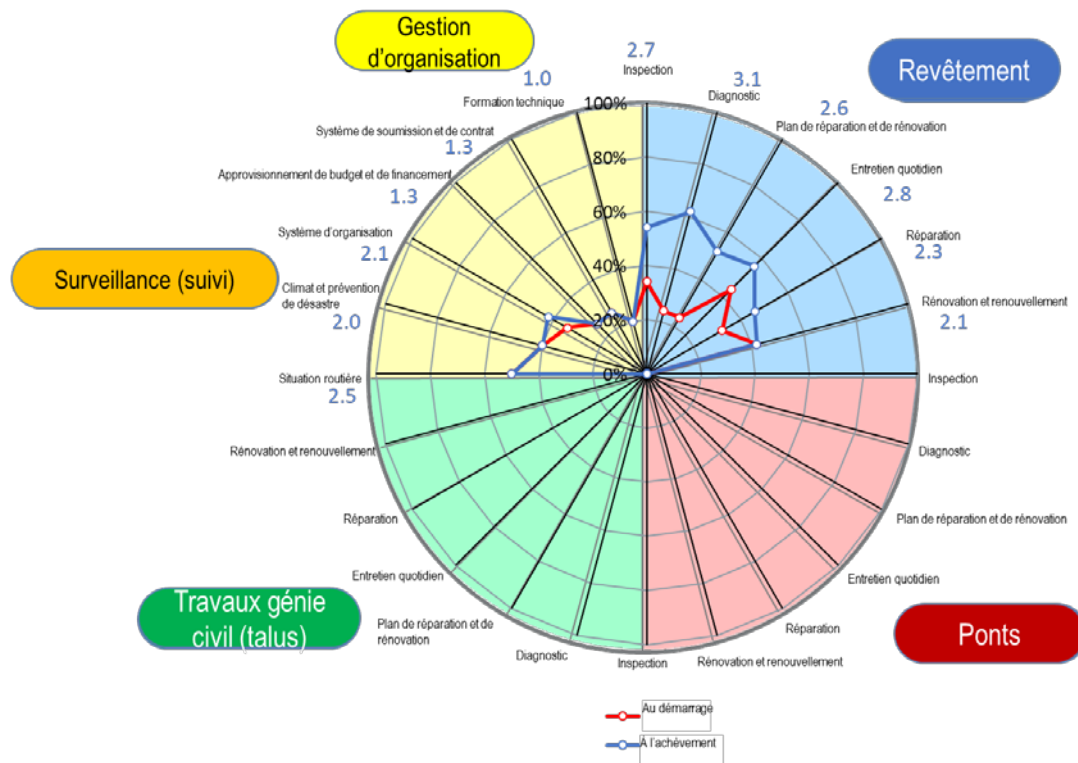 Gestion
d'organisation
Revêtement
Surveillance (suivi)
Travaux génie
civil (talus)
Ponts
2.7
Inspection
3.1
Diagnostic
2.6
Plan de réparation et de rénovation
Entretien quotidien
2.8
Réparation
2.3
Rénovation et renouvellement
2.1
Inspection
Diagnostic
Plan de réparation et de rénovation
Entretien quotidien
Réparation
Rénovation et renouvellement
Inspection
Diagnostic
Plan de réparation et de
rénovation
Entretien quotidien
Réparation
Rénovation et renouvellement
Situation routière
2.5
Climat et prévention
de désastre
2.0
Système d'organisation
2.1
Approvisionnement de budget et de financement
1.3
Système de soumission et de contrat
1.3
Formation technique
1.0
100%
80%
60%
40%
20%
0%
Au démarrage
À l'achèvement